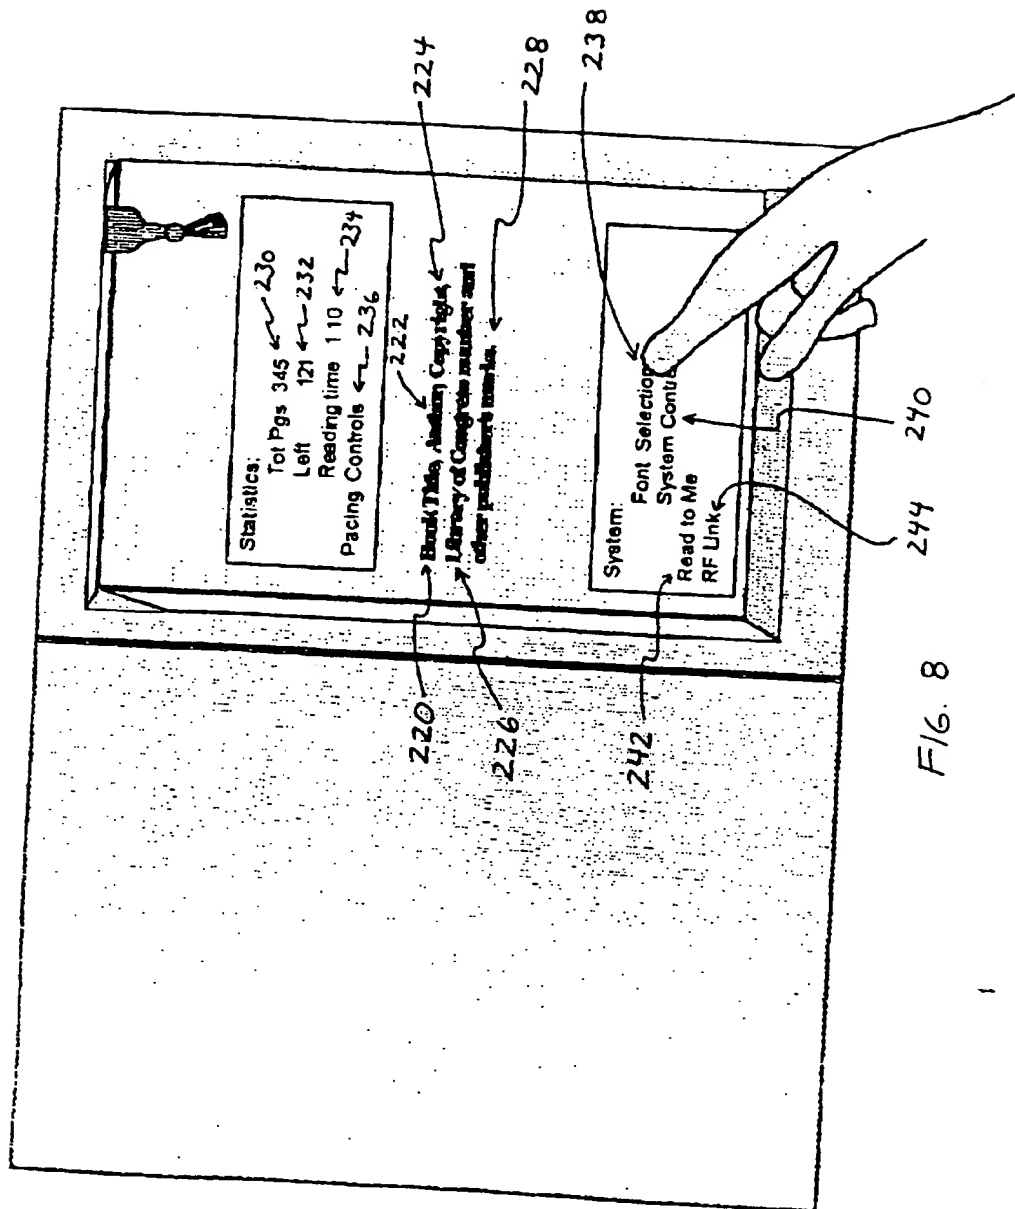 Statistics:
Tot Pgs 345 230
Left 121 232
Reading time 110 234
Pacing Controls 236
222
224
220 Book Title, Author, Copyright,
226 Library of Congress number and
other publisher's marks. 228
System:
Font Selection 238
System Contro 240
242 Read to Me
RF Link 244
FIG. 8